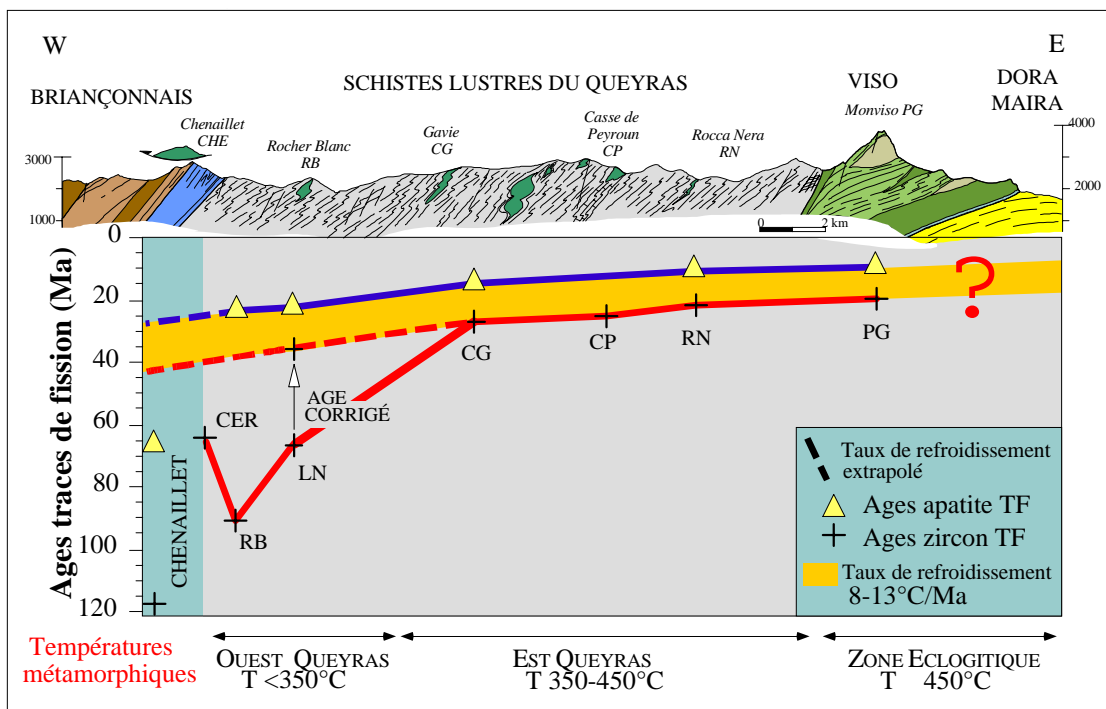 W
E
SCHISTES LUSTRES DU QUEYRAS
VISO
DORA
MAIRA
BRIANÇONNAIS
Monviso PG
Chenaillet
CHE
Rocher Blanc
RB
Gavie
CG
Casse de
Peyroun
CP
Rocca Nera
RN
3000
1000
4000
2000
0 2 km
Ages traces de fission (Ma)
0
20
40
60
80
100
120
?
CG
CP
RN
PG
AGE
CORRIGÉ
CER
LN
RB
CHENAILLET
Taux de refroidissement
extrapolé
Ages apatite TF
Ages zircon TF
Taux de refroidissement
8-13°C/Ma
Températures
métamorphiques
OUEST QUEYRAS
T <350°C
EST QUEYRAS
T 350-450°C
ZONE ECLOGITIQUE
T 450°C